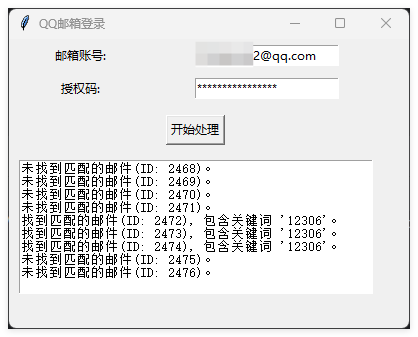 QQ邮箱登录
邮箱账号: 2@qq.com
授权码: ****************
开始处理
未找到匹配的邮件(ID: 2468)。
未找到匹配的邮件(ID: 2469)。
未找到匹配的邮件(ID: 2470)。
未找到匹配的邮件(ID: 2471)。
找到匹配的邮件(ID: 2472), 包含关键词 '12306'。
找到匹配的邮件(ID: 2473), 包含关键词 '12306'。
找到匹配的邮件(ID: 2474), 包含关键词 '12306'。
未找到匹配的邮件(ID: 2475)。
未找到匹配的邮件(ID: 2476)。